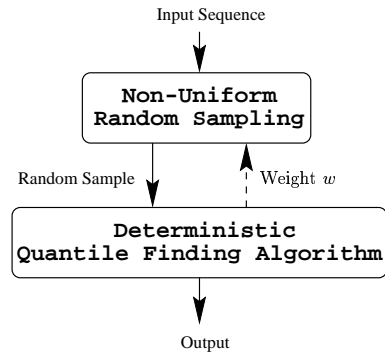 Input Sequence
Non-Uniform
Random Sampling
Random Sample
Weight w
Deterministic
Quantile Finding Algorithm
Output